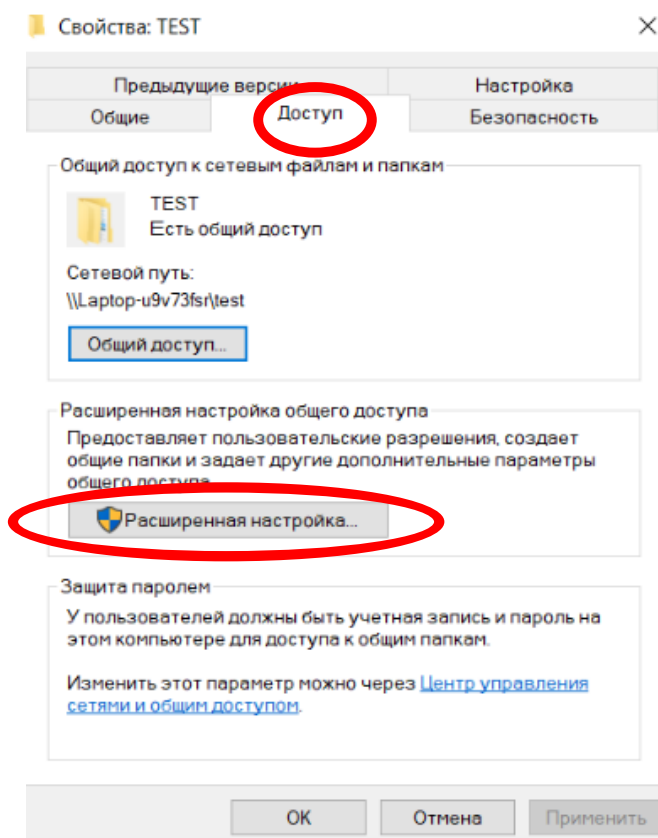 Свойства: TEST
Предыдущие версии
Настройка
Общие
Доступ
Безопасность
Общий доступ к сетевым файлам и папкам
TEST
Есть общий доступ
Сетевой путь:
\\Laptop-u9v73fsr\test
Общий доступ...
Расширенная настройка общего доступа
Предоставляет пользовательские разрешения, создает
общие папки и задает другие дополнительные параметры
общего доступа.
Расширенная настройка...
Защита паролем
У пользователей должны быть учетная запись и пароль на
этом компьютере для доступа к общим папкам.
Изменить этот параметр можно через Центр управления
сетями и общим доступом.
ОК
Отмена
Применить